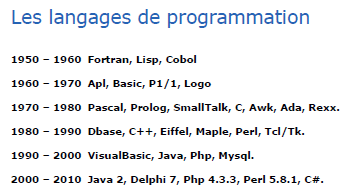 Les langages de programmation
1950 – 1960 Fortran, Lisp, Cobol
1960 – 1970 Apl, Basic, P1/1, Logo
1970 – 1980 Pascal, Prolog, SmallTalk, C, Awk, Ada, Rexx.
1980 – 1990 Dbase, C++, Eiffel, Maple, Perl, Tcl/Tk.
1990 – 2000 VisualBasic, Java, Php, Mysql.
2000 – 2010 Java 2, Delphi 7, Php 4.3.3, Perl 5.8.1, C#.